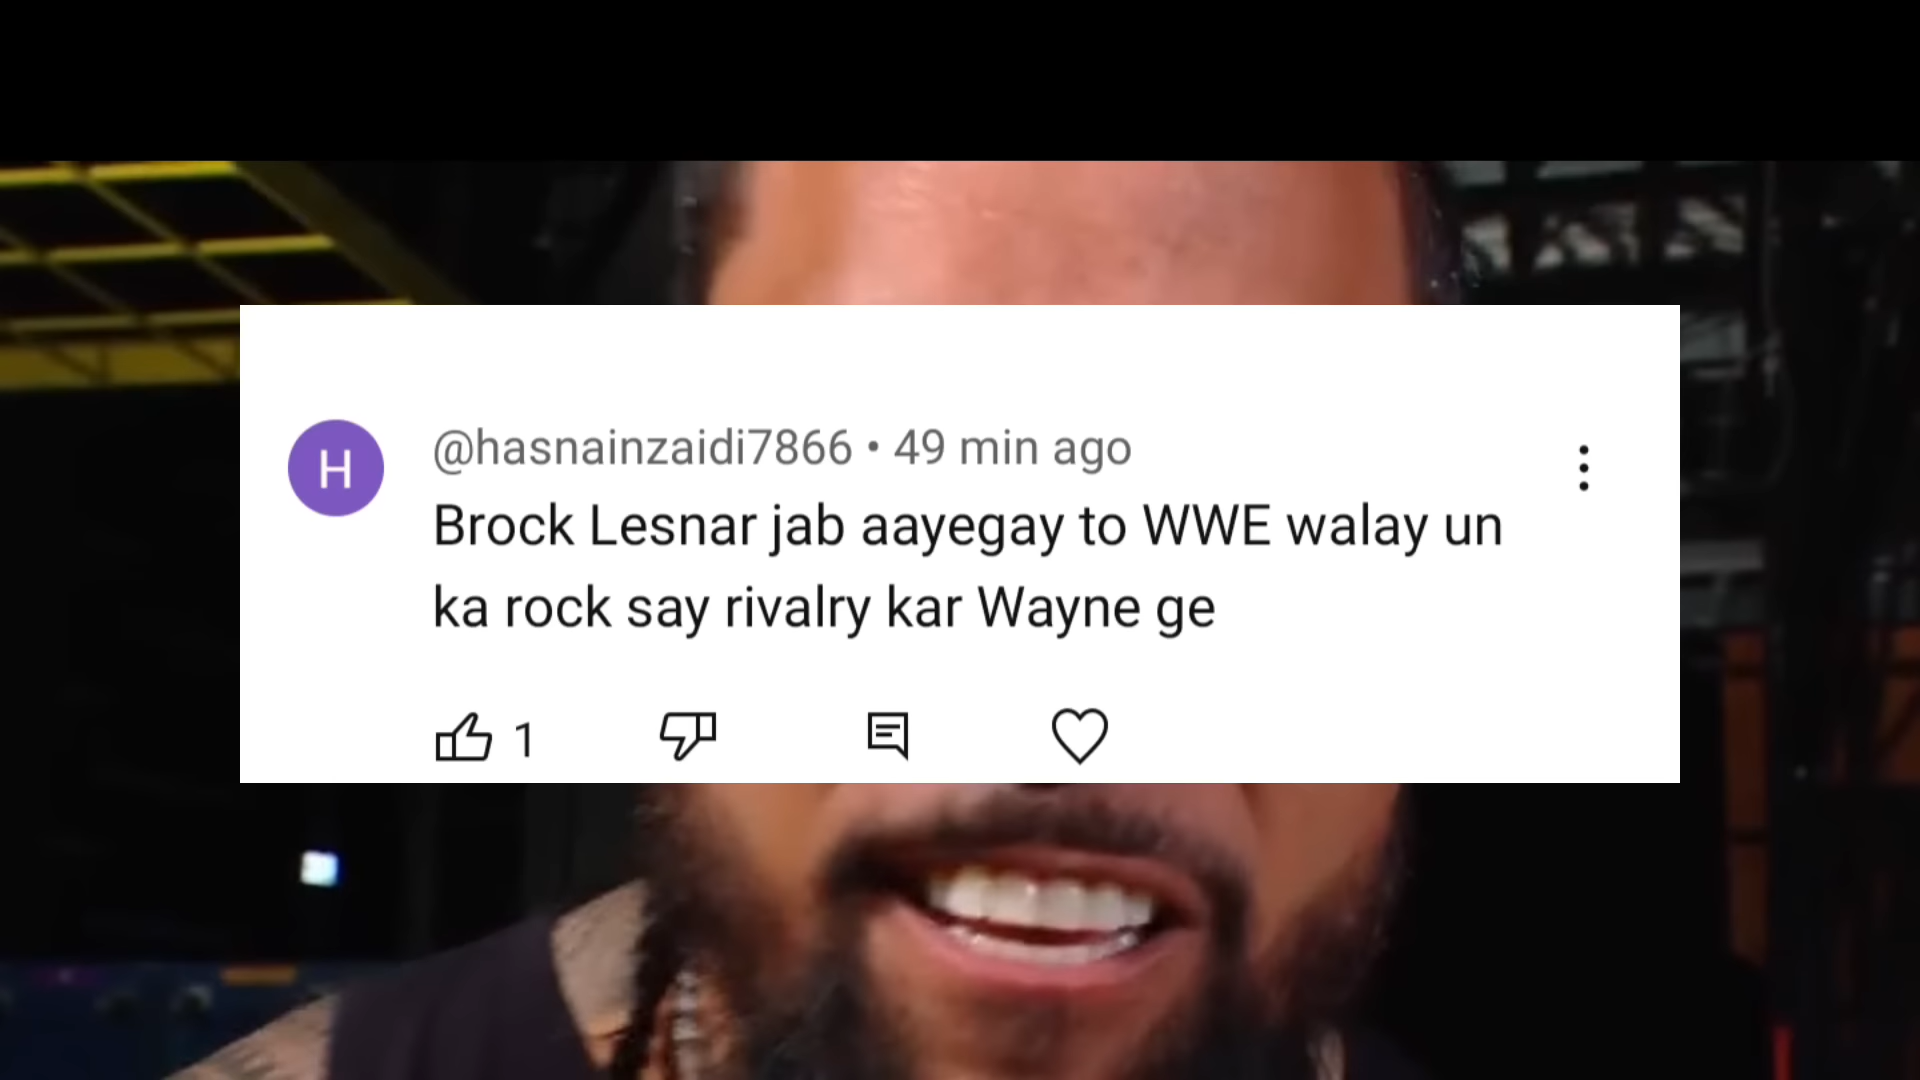 H
@hasnainzaidi7866 • 49 min ago
Brock Lesnar jab aayegay to WWE walay un
ka rock say rivalry kar Wayne ge
1